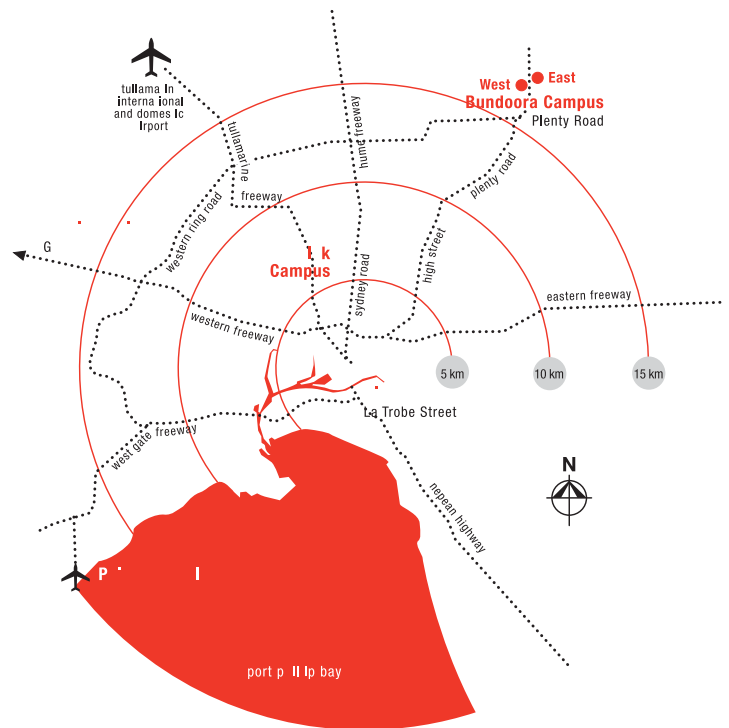 tullama In
interna ional
and domes Ic
Irport
West
East
Bundoora Campus
Plenty Road
hume freeway
tullamarine
freeway
plenty road
western ring road
G
k
Campus
high street
sydney road
eastern freeway
western freeway
5 km
10 km
15 km
La Trobe Street
west gate freeway
N
nepean highway
P
I
port p II Ip bay